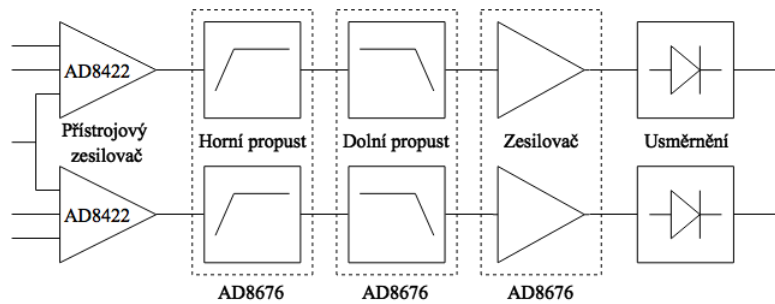 AD8422
Přístrojový
zesilovač
Horní propust
Dolní propust
Zesilovač
Usměrnění
AD8422
AD8676
AD8676
AD8676